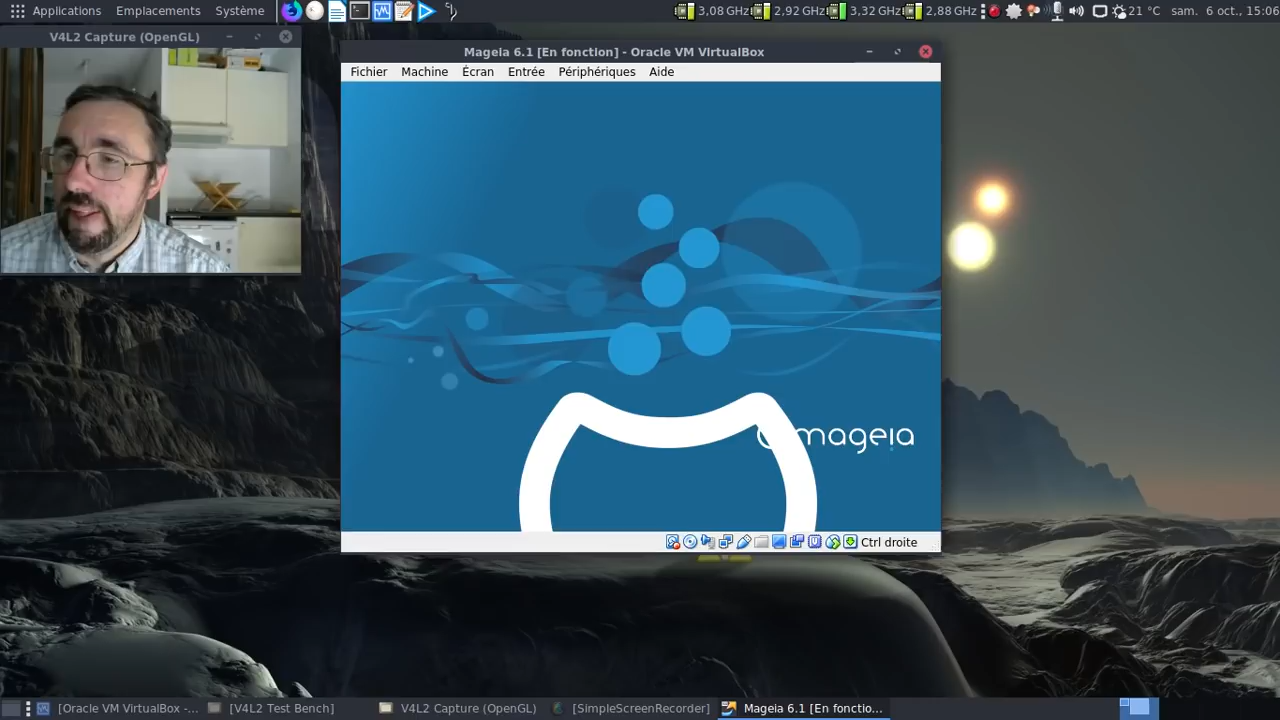 Applications Emplacements Système 3,08 GHz 2,92 GHz 3,32 GHz 2,88 GHz 21 °C sam. 6 oct., 15:06
V4L2 Capture (OpenGL)
Mageia 6.1 [En fonction] - Oracle VM VirtualBox
Fichier Machine Écran Entrée Périphériques Aide
mageia
Ctrl droite
[Oracle VM VirtualBox -... [V4L2 Test Bench] V4L2 Capture (OpenGL) [SimpleScreenRecorder] Mageia 6.1 [En fonctio...